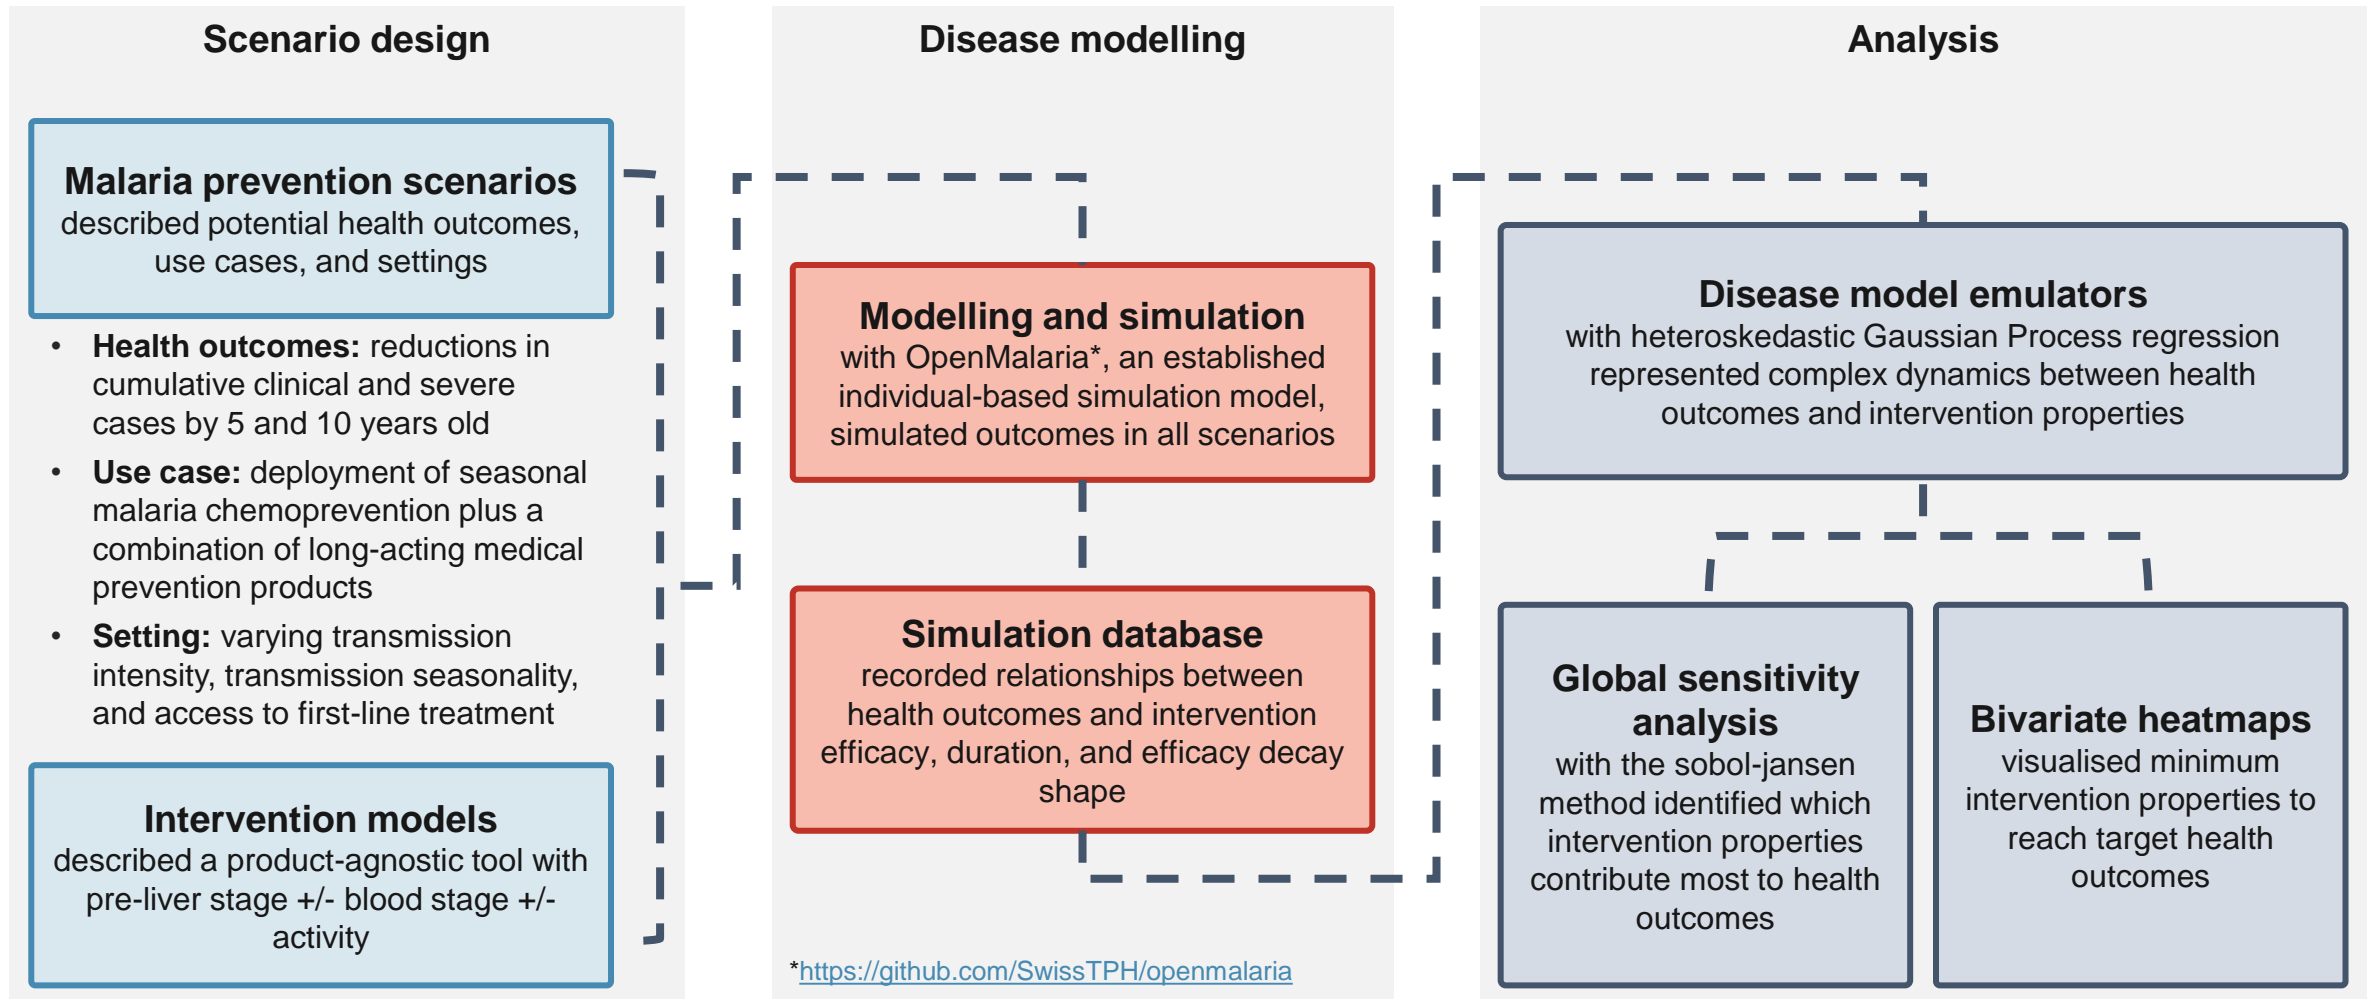 Scenario design
Malaria prevention scenarios
described potential health outcomes,
use cases, and settings
• Health outcomes: reductions in
cumulative clinical and severe
cases by 5 and 10 years old
• Use case: deployment of seasonal
malaria chemoprevention plus a
combination of long-acting medical
prevention products
• Setting: varying transmission
intensity, transmission seasonality,
and access to first-line treatment
Intervention models
described a product-agnostic tool with
pre-liver stage +/- blood stage +/-
activity
Disease modelling
Modelling and simulation
with OpenMalaria*, an established
individual-based simulation model,
simulated outcomes in all scenarios
Simulation database
recorded relationships between
health outcomes and intervention
efficacy, duration, and efficacy decay
shape
*https://github.com/SwissTPH/openmalaria
Analysis
Disease model emulators
with heteroskedastic Gaussian Process regression
represented complex dynamics between health
outcomes and intervention properties
Global sensitivity
analysis
with the sobol-jansen
method identified which
intervention properties
contribute most to health
outcomes
Bivariate heatmaps
visualised minimum
intervention properties to
reach target health
outcomes